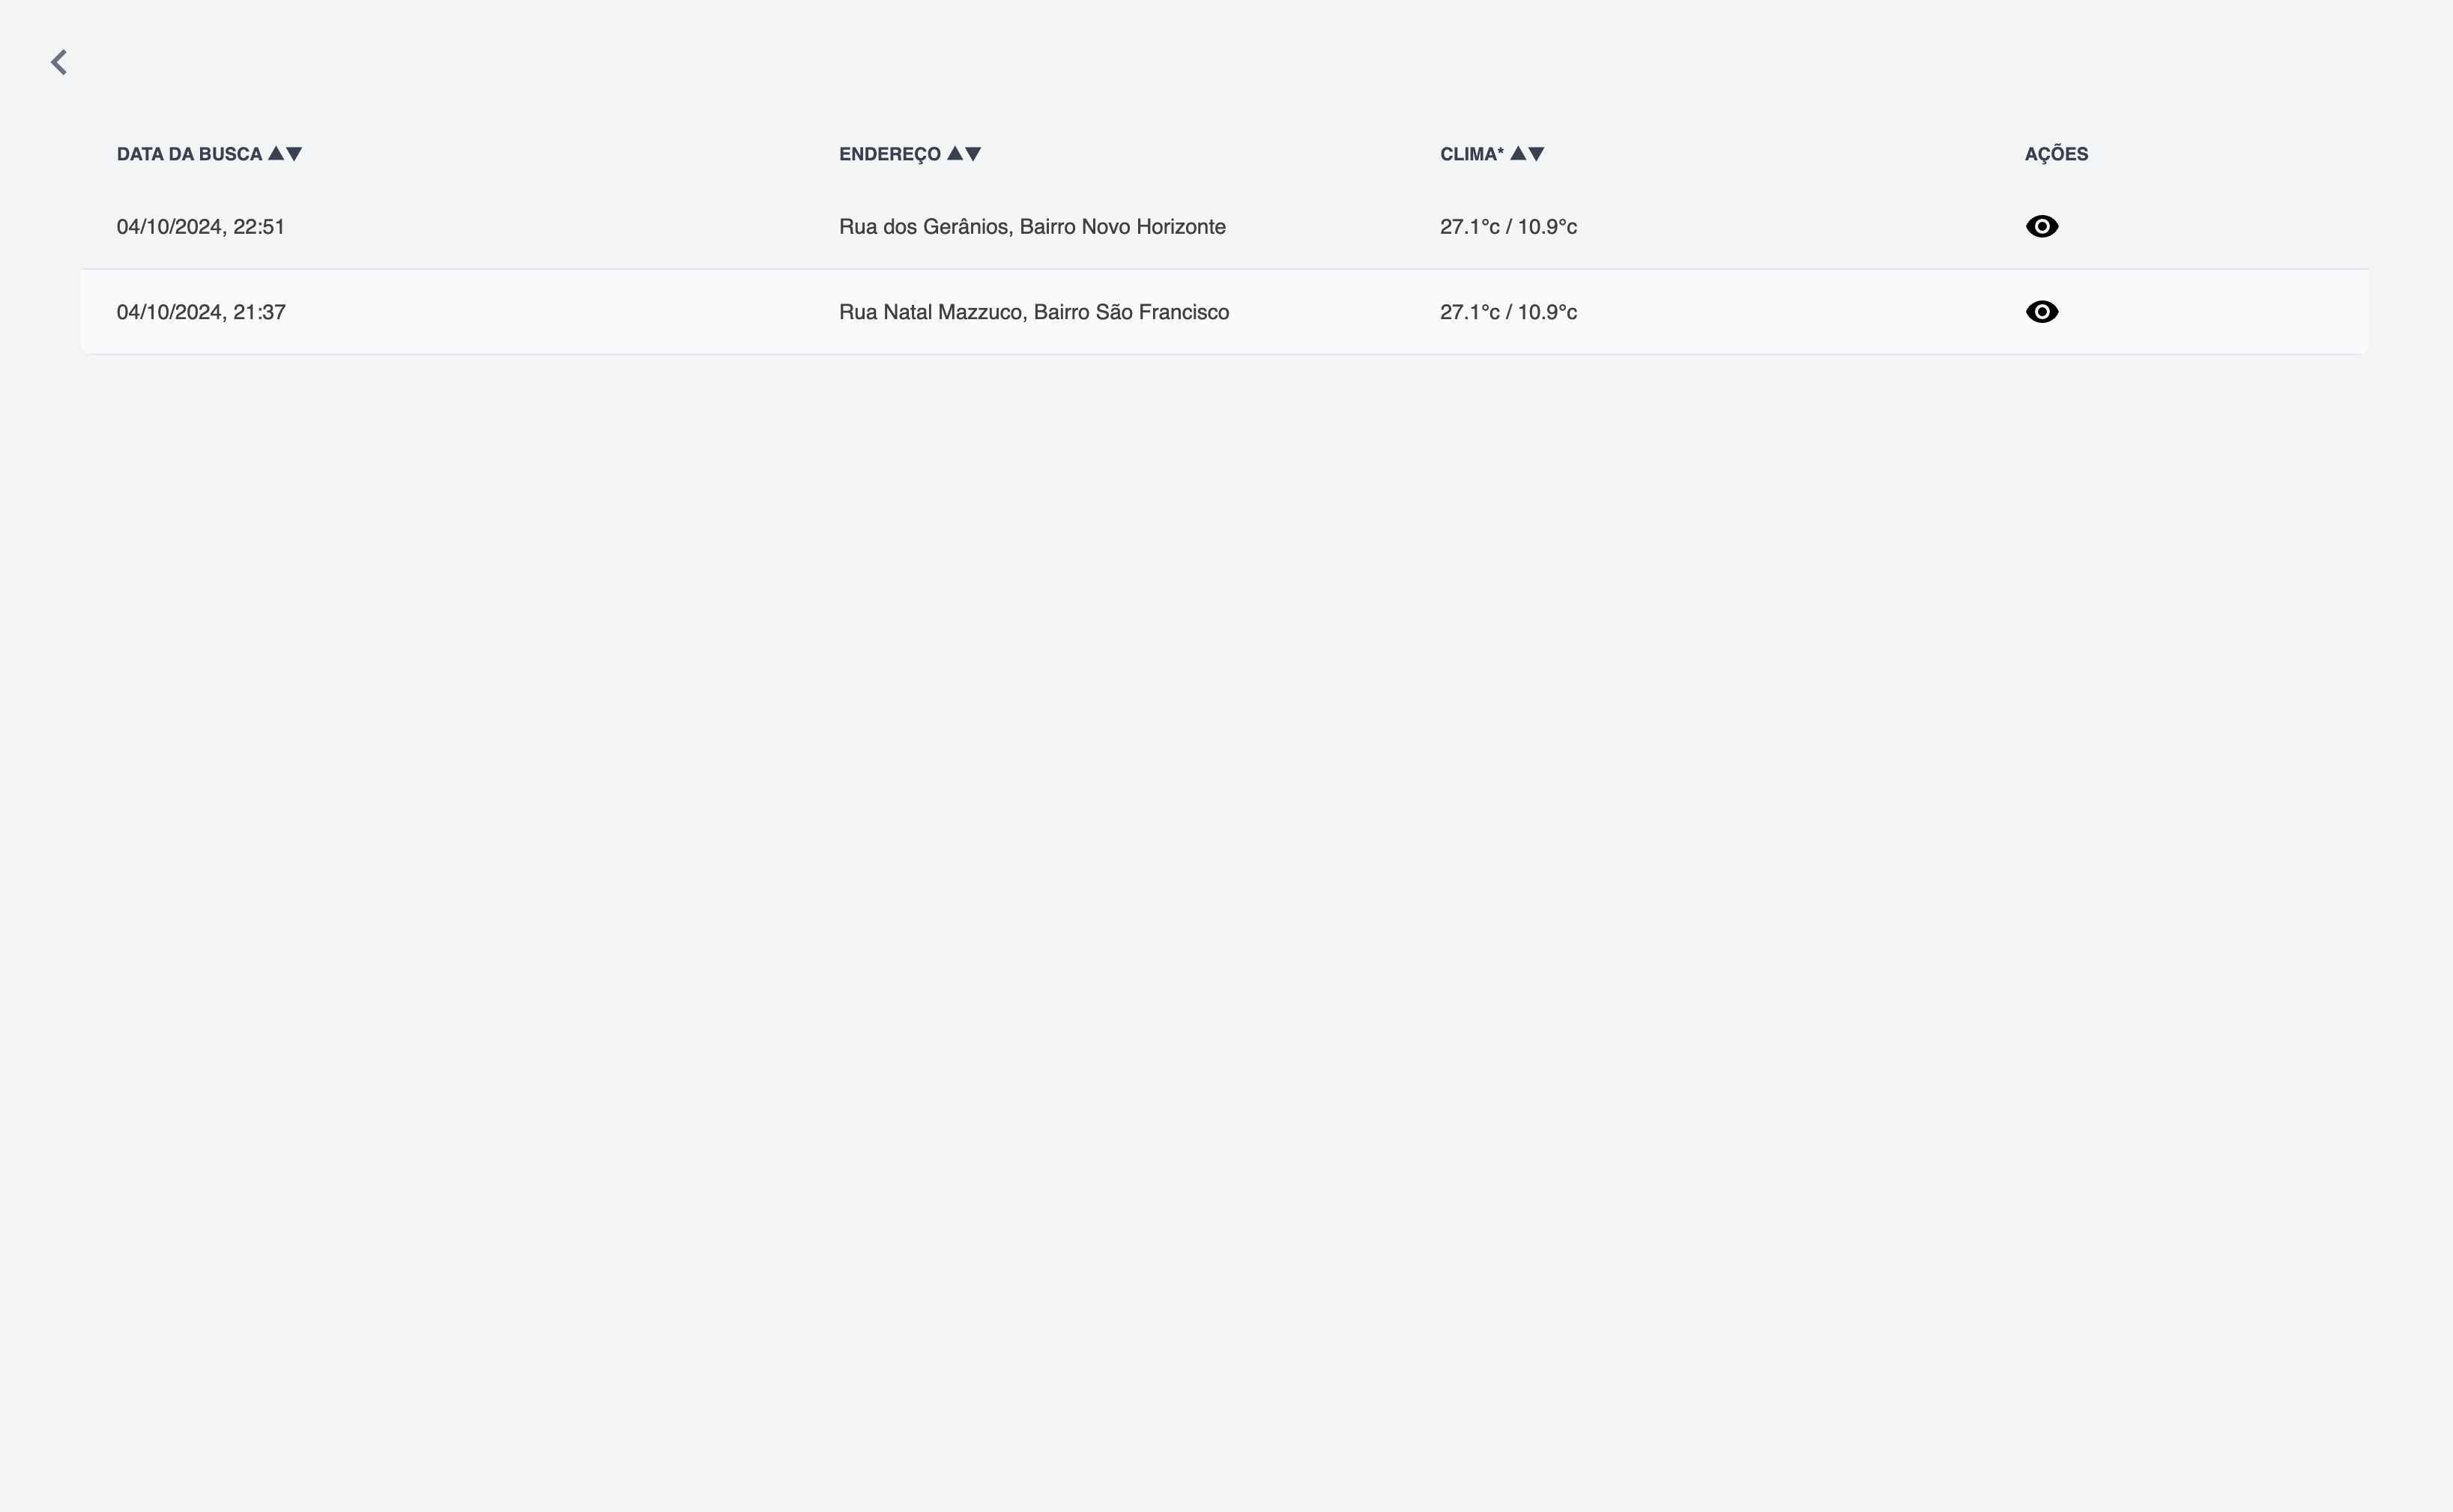 DATA DA BUSCA ▲▼ ENDEREÇO ▲▼ CLIMA* ▲▼ AÇÕES
04/10/2024, 22:51 Rua dos Gerânios, Bairro Novo Horizonte 27.1°c / 10.9°c
04/10/2024, 21:37 Rua Natal Mazzuco, Bairro São Francisco 27.1°c / 10.9°c